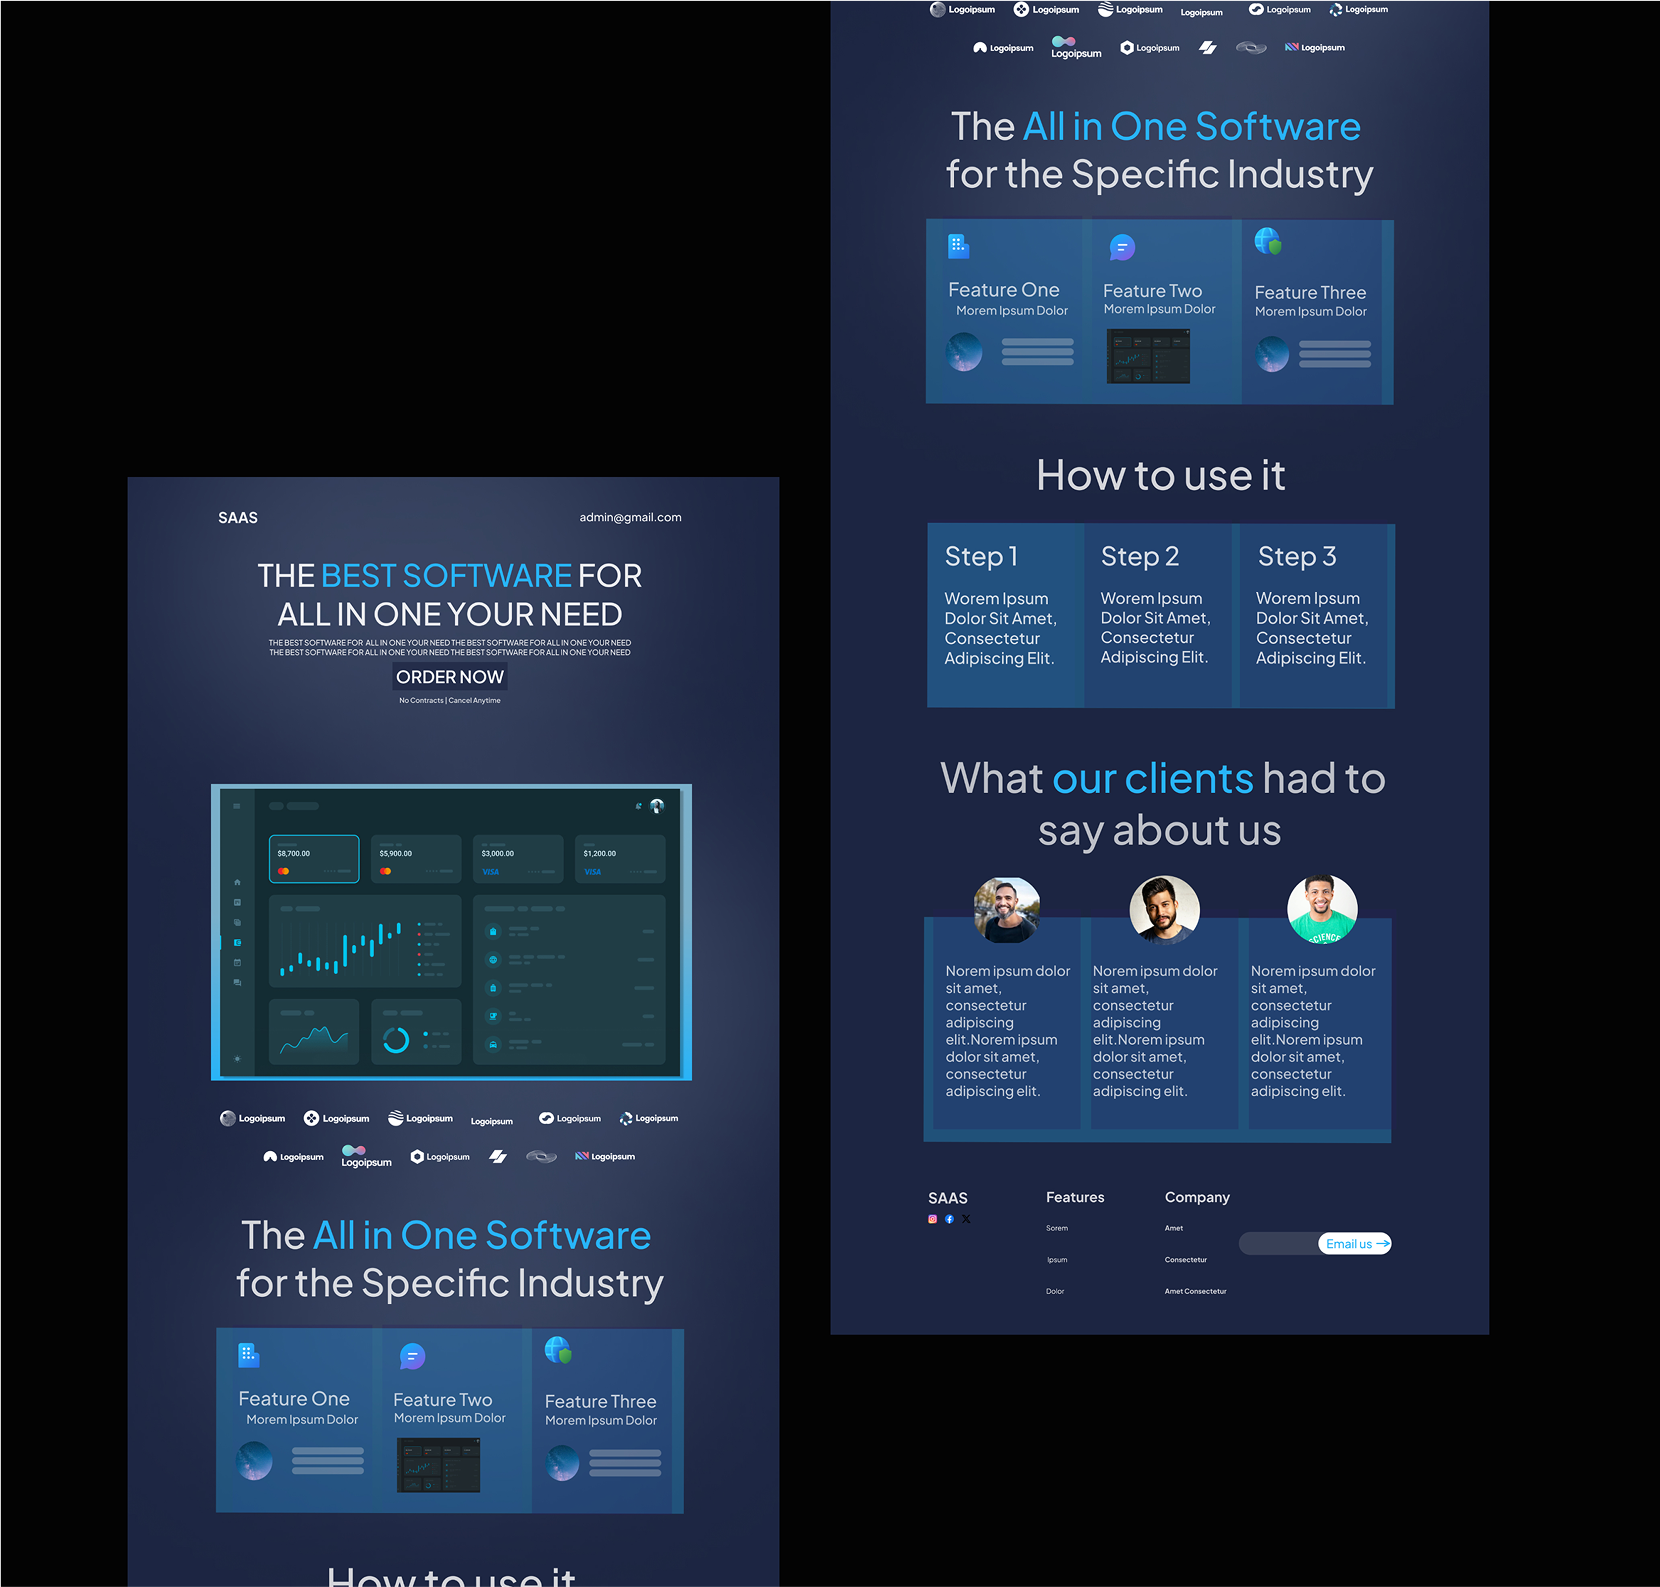 SAAS
admin@gmail.com
THE BEST SOFTWARE FOR
ALL IN ONE YOUR NEED
THE BEST SOFTWARE FOR ALL IN ONE YOUR NEED THE BEST SOFTWARE FOR ALL IN ONE YOUR NEED
THE BEST SOFTWARE FOR ALL IN ONE YOUR NEED THE BEST SOFTWARE FOR ALL IN ONE YOUR NEED
ORDER NOW
No Contracts | Cancel Anytime
$8,700.00
$5,900.00
$3,000.00
$1,200.00
VISA
VISA
Logoipsum
Logoipsum
Logoipsum
Logoipsum
Logoipsum
Logoipsum
Logoipsum
Logoipsum
Logoipsum
Logoipsum
The All in One Software
for the Specific Industry
Feature One
Morem Ipsum Dolor
Feature Two
Morem Ipsum Dolor
Feature Three
Morem Ipsum Dolor
How to use it
Logoipsum
Logoipsum
Logoipsum
Logoipsum
Logoipsum
Logoipsum
Logoipsum
Logoipsum
Logoipsum
Logoipsum
The All in One Software
for the Specific Industry
Feature One
Morem Ipsum Dolor
Feature Two
Morem Ipsum Dolor
Feature Three
Morem Ipsum Dolor
How to use it
Step 1
Worem Ipsum
Dolor Sit Amet,
Consectetur
Adipiscing Elit.
Step 2
Worem Ipsum
Dolor Sit Amet,
Consectetur
Adipiscing Elit.
Step 3
Worem Ipsum
Dolor Sit Amet,
Consectetur
Adipiscing Elit.
What our clients had to
say about us
SCIENCE
Norem ipsum dolor
sit amet,
consectetur
adipiscing
elit.Norem ipsum
dolor sit amet,
consectetur
adipiscing elit.
Norem ipsum dolor
sit amet,
consectetur
adipiscing
elit.Norem ipsum
dolor sit amet,
consectetur
adipiscing elit.
Norem ipsum dolor
sit amet,
consectetur
adipiscing
elit.Norem ipsum
dolor sit amet,
consectetur
adipiscing elit.
SAAS
Features
Sorem
Ipsum
Dolor
Company
Amet
Consectetur
Amet Consectetur
Email us